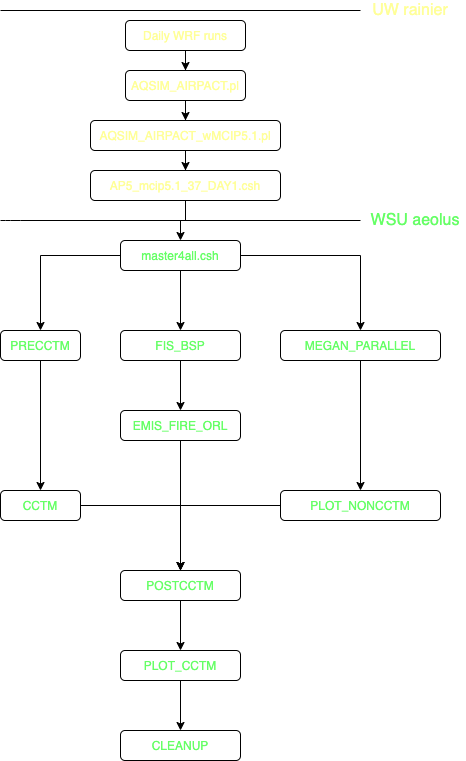 UW rainier
Daily WRF runs
AQSIM_AIRPACT.pl
AQSIM_AIRPACT_wMCIP5.1.pl
AP5_mcip5.1_37_DAY1.csh
WSU aeolus
master4all.csh
PRECCTM
FIS_BSP
MEGAN_PARALLEL
EMIS_FIRE_ORL
CCTM
PLOT_NONCCTM
POSTCCTM
PLOT_CCTM
CLEANUP